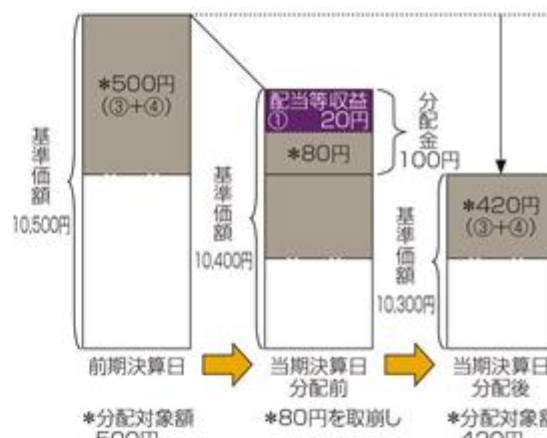 *500円
(③+④)
基準価額
10,500円
前期決算日
*分配対象額
500円
配当等収益
① 20円
*80円
分配金
100円
基準価額
10,400円
当期決算日
分配前
*80円を取崩し
*420円
(③+④)
基準価額
10,300円
当期決算日
分配後
*分配対象額
420円